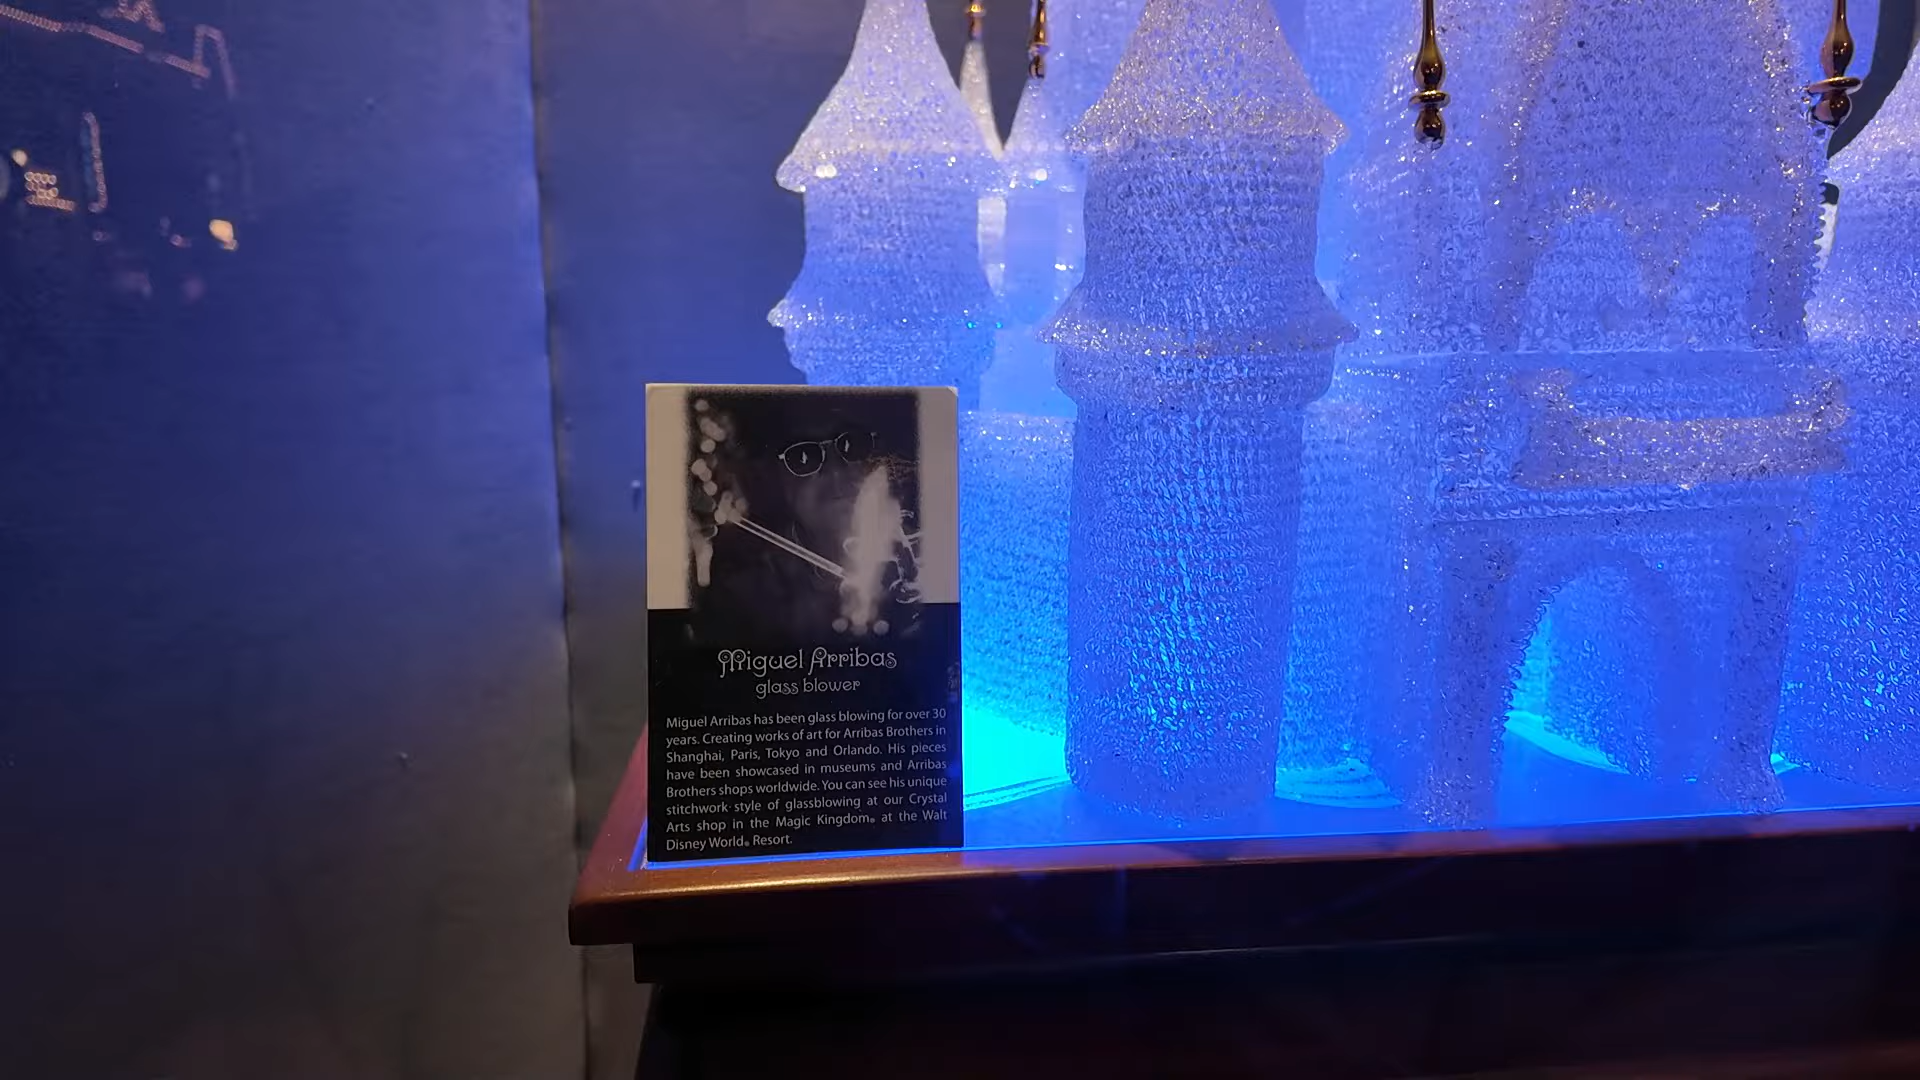 Miguel Arribas
glass blower
Miguel Arribas has been glass blowing for over 30
years. Creating works of art for Arribas Brothers in
Shanghai, Paris, Tokyo and Orlando. His pieces
have been showcased in museums and Arribas
Brothers shops worldwide. You can see his unique
stitchwork style of glassblowing at our Crystal
Arts shop in the Magic Kingdom® at the Walt
Disney World® Resort.